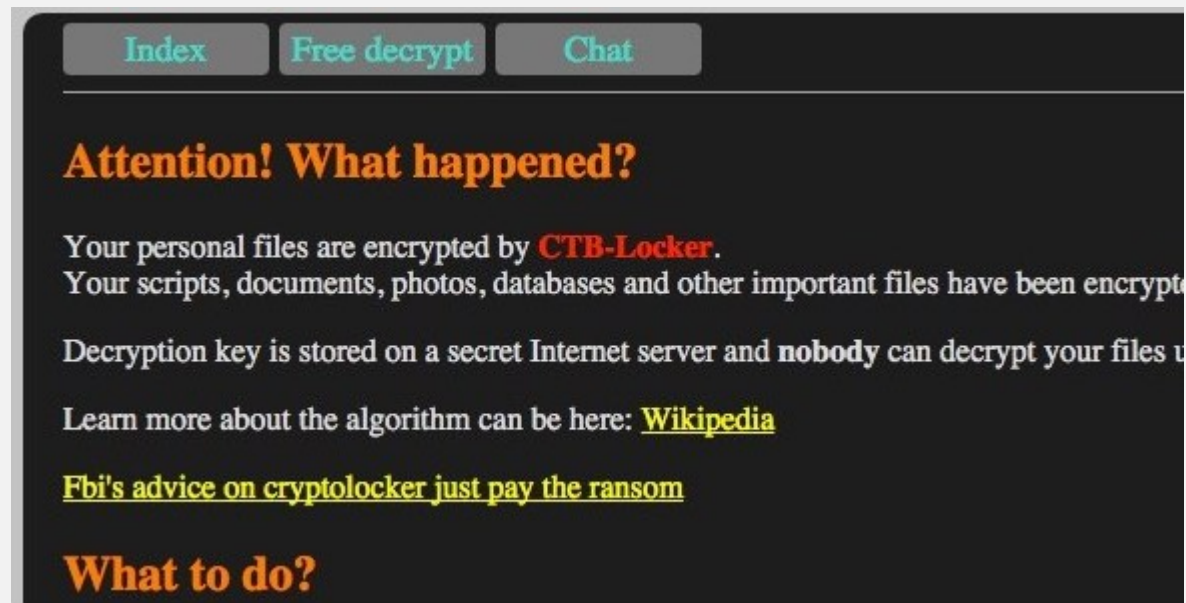 Index Free decrypt Chat
Attention! What happened?
Your personal files are encrypted by CTB-Locker.
Your scripts, documents, photos, databases and other important files have been
Decryption key is stored on a secret Internet server and nobody can decrypt your files
Learn more about the algorithm can be here: Wikipedia
Fbi's advice on cryptolocker just pay the ransom
What to do?